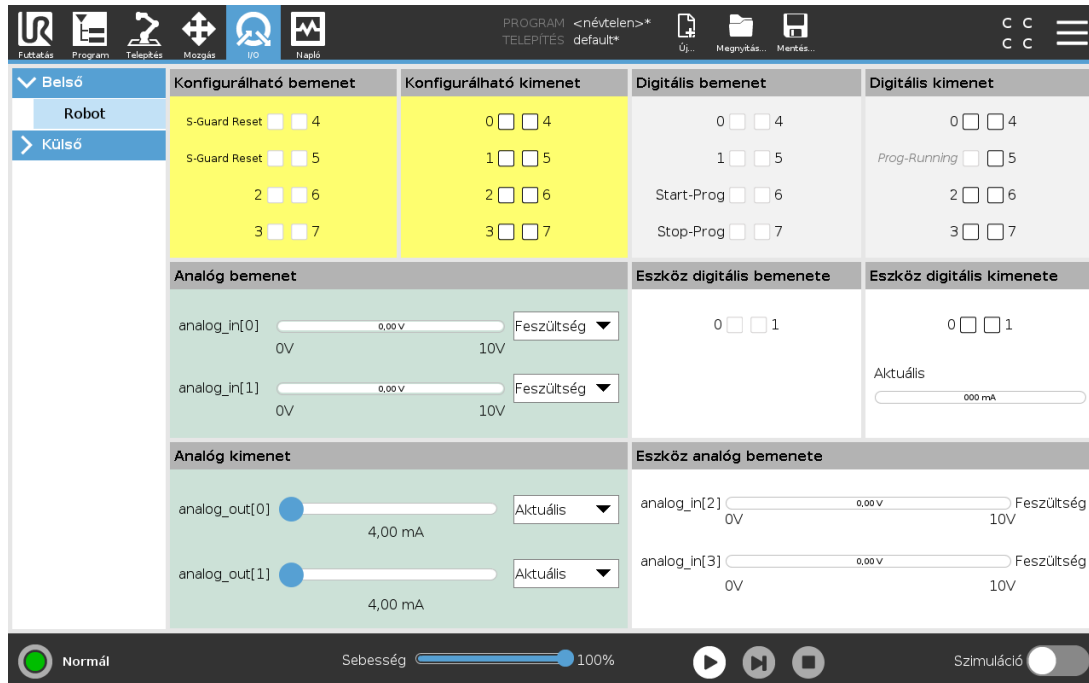 PROGRAM <névtelen>*
TELEPÍTÉS default*
UR
Futtatás Program Telepítés Mozgás I/O Napló Új... Megnyitás... Mentés...
C C
C C
Belső
Robot
Külső
Konfigurálható bemenet
S-Guard Reset 4
S-Guard Reset 5
2 6
3 7
Konfigurálható kimenet
0 4
1 5
2 6
3 7
Digitális bemenet
0 4
1 5
Start-Prog 6
Stop-Prog 7
Digitális kimenet
0 4
Prog-Running 5
2 6
3 7
Analóg bemenet
analog_in[0] 0,00 V Feszültség
0V 10V
analog_in[1] 0,00 V Feszültség
0V 10V
Eszköz digitális bemenete
0 1
Eszköz digitális kimenete
0 1
Aktuális
000 mA
Analóg kimenet
analog_out[0] Aktuális
4,00 mA
analog_out[1] Aktuális
4,00 mA
Eszköz analóg bemenete
analog_in[2] 0,00 V Feszültség
0V 10V
analog_in[3] 0,00 V Feszültség
0V 10V
Normál Sebesség 100% Szimuláció